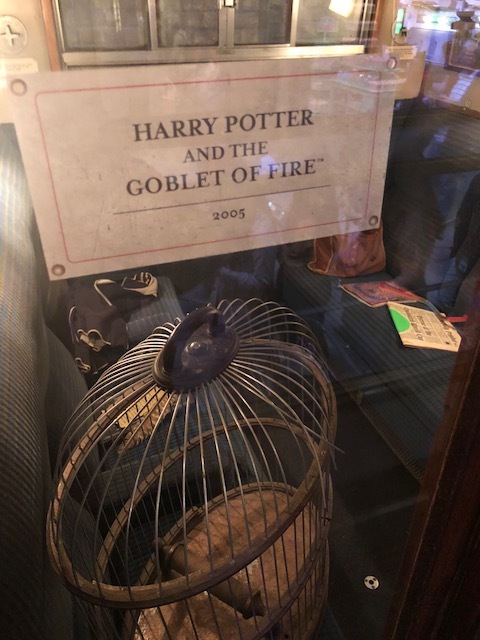 HARRY POTTER
AND THE
GOBLET OF FIRE™
2005